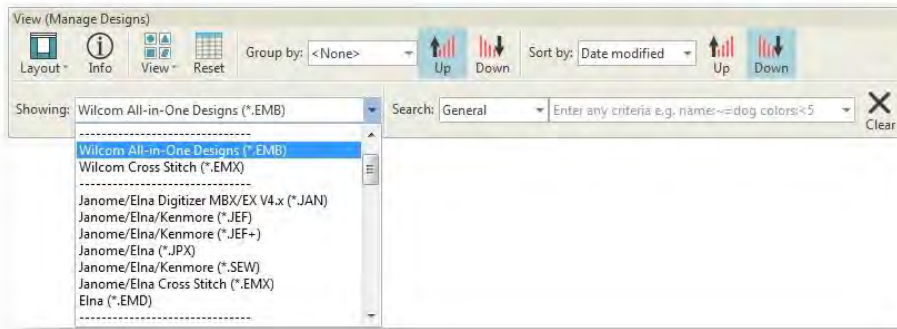 View (Manage Designs)
Layout Info View Reset Group by: <None> Up Down Sort by: Date modified Up Down
Showing: Wilcom All-in-One Designs (*.EMB) Search: General Enter any criteria e.g. name:~=dog colors:<5 Clear
--------------------------------
Wilcom All-in-One Designs (*.EMB)
Wilcom Cross Stitch (*.EMX)
--------------------------------
Janome/Elna Digitizer MBX/EX V4.x (*.JAN)
Janome/Elna/Kenmore (*.JEF)
Janome/Elna/Kenmore (*.JEF+)
Janome/Elna (*.JPX)
Janome/Elna/Kenmore (*.SEW)
Janome/Elna Cross Stitch (*.EMX)
Elna (*.EMD)
--------------------------------